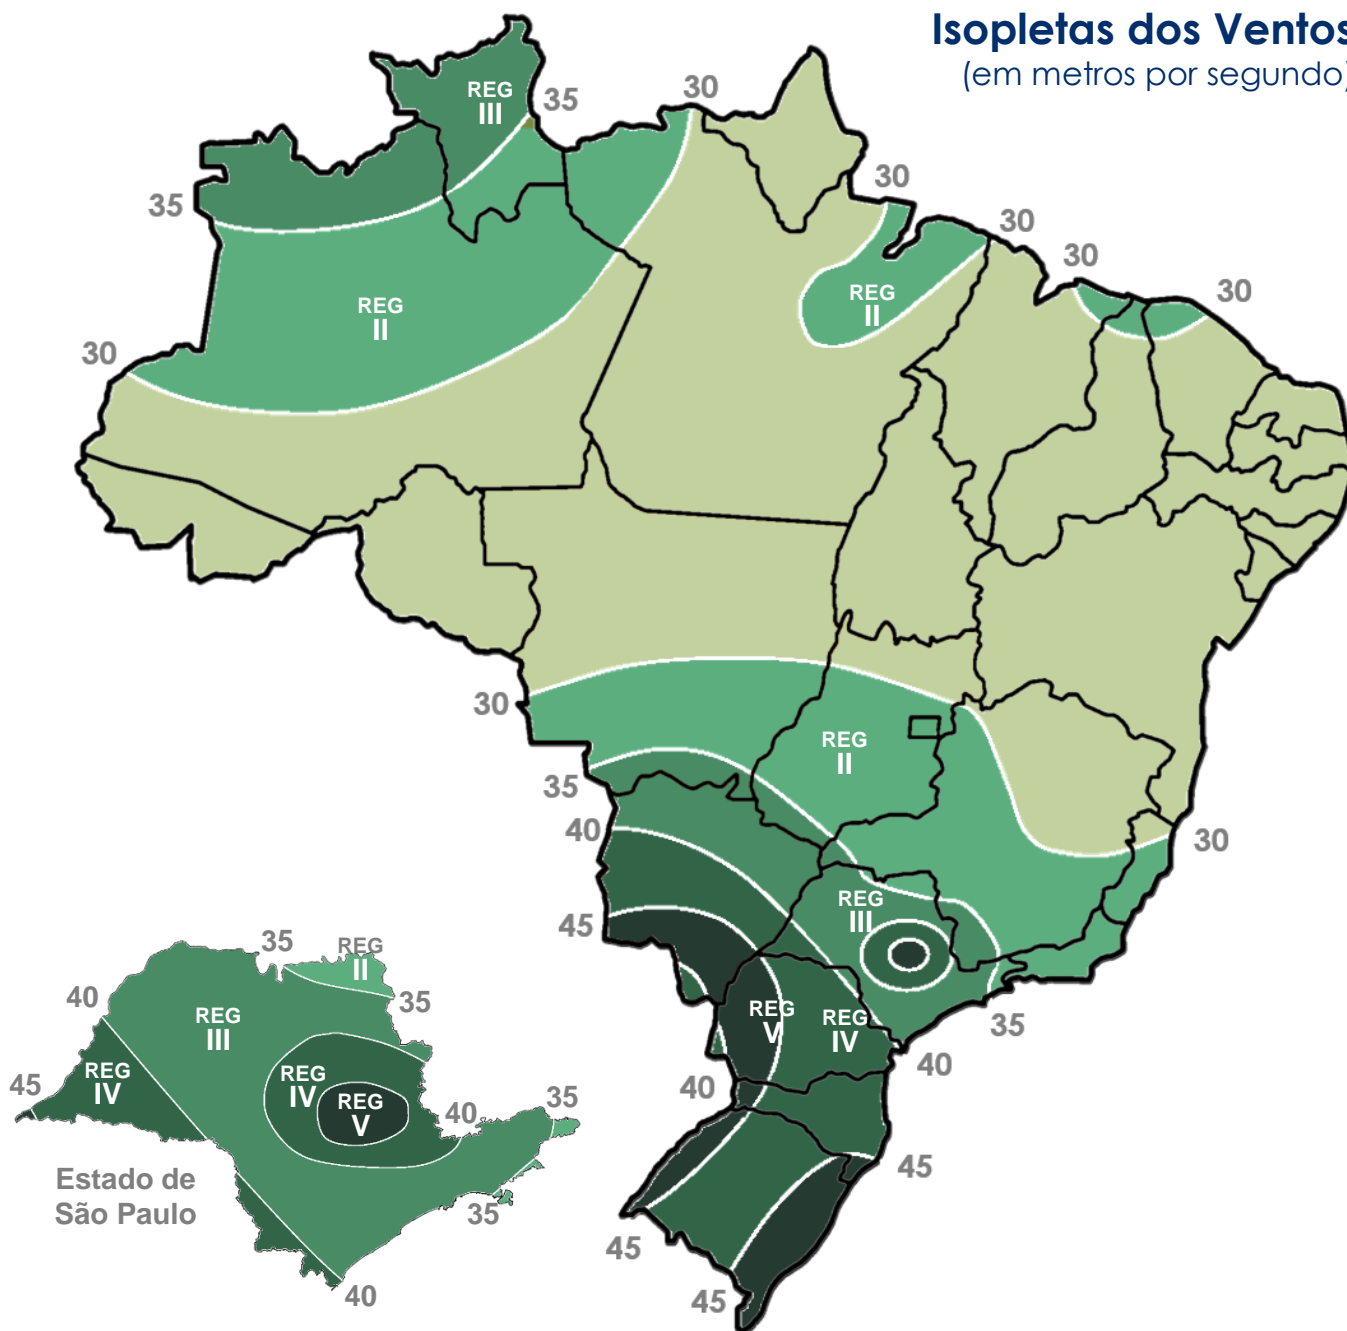 Isopletas dos Ventos
(em metros por segundo)
REG
III
35
30
35
30
30
30
30
REG
II
REG
II
30
30
REG
II
35
40
30
REG
III
45
35
REG
II
40
35
REG
III
REG
V
REG
IV
35
40
REG
IV
REG
IV
REG
V
45
40
40
35
45
Estado de
São Paulo
35
45
40
45